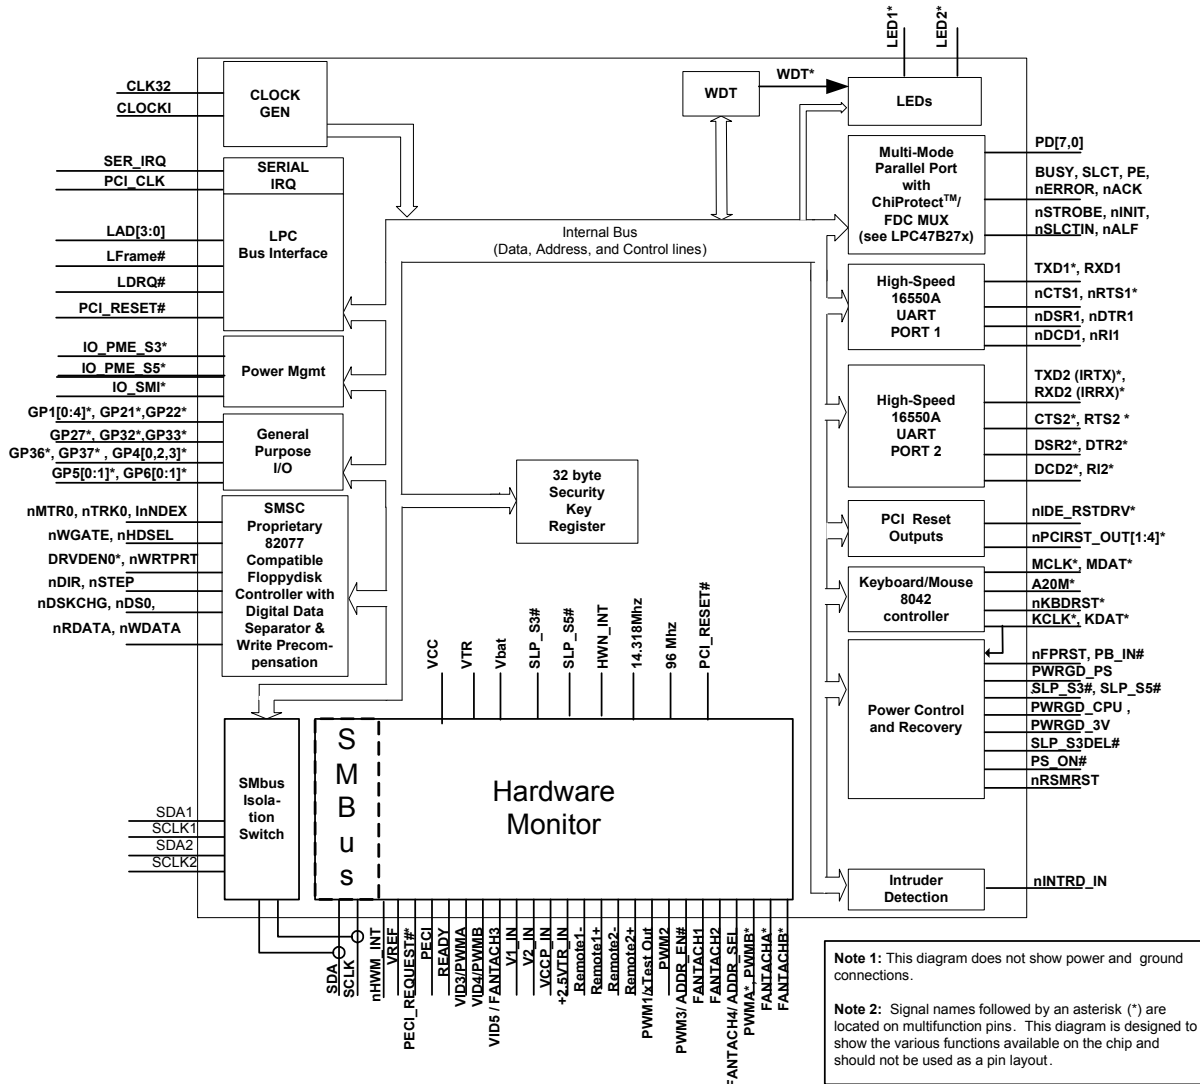 LED1*
LED2*
CLK32
CLOCKI
CLOCK
GEN
WDT
WDT*
LEDs
SER_IRQ
PCI_CLK
SERIAL
IRQ
LAD[3:0]
LFrame#
LDRQ#
PCI_RESET#
LPC
Bus Interface
Internal Bus
(Data, Address, and Control lines)
Multi-Mode
Parallel Port
with
ChiProtect™/
FDC MUX
(see LPC47B27x)
PD[7,0]
BUSY, SLCT, PE,
nERROR, nACK
nSTROBE, nINIT,
nSLCTIN, nALF
High-Speed
16550A
UART
PORT 1
TXD1*, RXD1
nCTS1, nRTS1*
nDSR1, nDTR1
nDCD1, nRI1
IO_PME_S3*
IO_PME_S5*
IO_SMI*
Power Mgmt
High-Speed
16550A
UART
PORT 2
TXD2 (IRTX)*,
RXD2 (IRRX)*
CTS2*, RTS2 *
DSR2*, DTR2*
DCD2*, RI2*
GP1[0:4]*, GP21*,GP22*
GP27*, GP32*,GP33*
GP36*, GP37* , GP4[0,2,3]*
GP5[0:1]*, GP6[0:1]*
General
Purpose
I/O
32 byte
Security
Key
Register
nMTR0, nTRK0, InNDEX
nWGATE, nHDSEL
DRVDEN0*, nWRTPRT
nDIR, nSTEP
nDSKCHG, nDS0,
nRDATA, nWDATA
SMSC
Proprietary
82077
Compatible
Floppydisk
Controller with
Digital Data
Separator &
Write Precom-
pensation
PCI Reset
Outputs
nIDE_RSTDRV*
nPCIRST_OUT[1:4]*
Keyboard/Mouse
8042
controller
MCLK*, MDAT*
A20M*
nKBDRST*
KCLK*, KDAT*
Power Control
and Recovery
nFPRST, PB_IN#
PWRGD_PS
SLP_S3#, SLP_S5#
PWRGD_CPU ,
PWRGD_3V
SLP_S3DEL#
PS_ON#
nRSMRST
VCC
VTR
Vbat
SLP_S3#
SLP_S5#
HWN_INT
14.318Mhz
96 Mhz
PCI_RESET#
SMbus
Isola-
tion
Switch
SDA1
SCLK1
SDA2
SCLK2
S
M
B
u
s
Hardware
Monitor
Intruder
Detection
nINTRD_IN
SDA
SCLK
nHWM_INT
VREF
PECI_REQUEST#*
PECI
READY
VID3/PWMA
VID4/PWMB
VID5 / FANTACH3
V1_IN
V2_IN
VCCP_IN
+2.5VTR_IN
Remote1-
Remote1+
Remote2-
Remote2+
PWM1/xTest Out
PWM2
PWM3/ ADDR_EN#
FANTACH1
FANTACH2
FANTACH4/ ADDR_SEL
PWMA*, PWMB*
FANTACHA*
FANTACHB*
Note 1: This diagram does not show power and ground
connections.
Note 2: Signal names followed by an asterisk (*) are
located on multifunction pins. This diagram is designed to
show the various functions available on the chip and
should not be used as a pin layout.